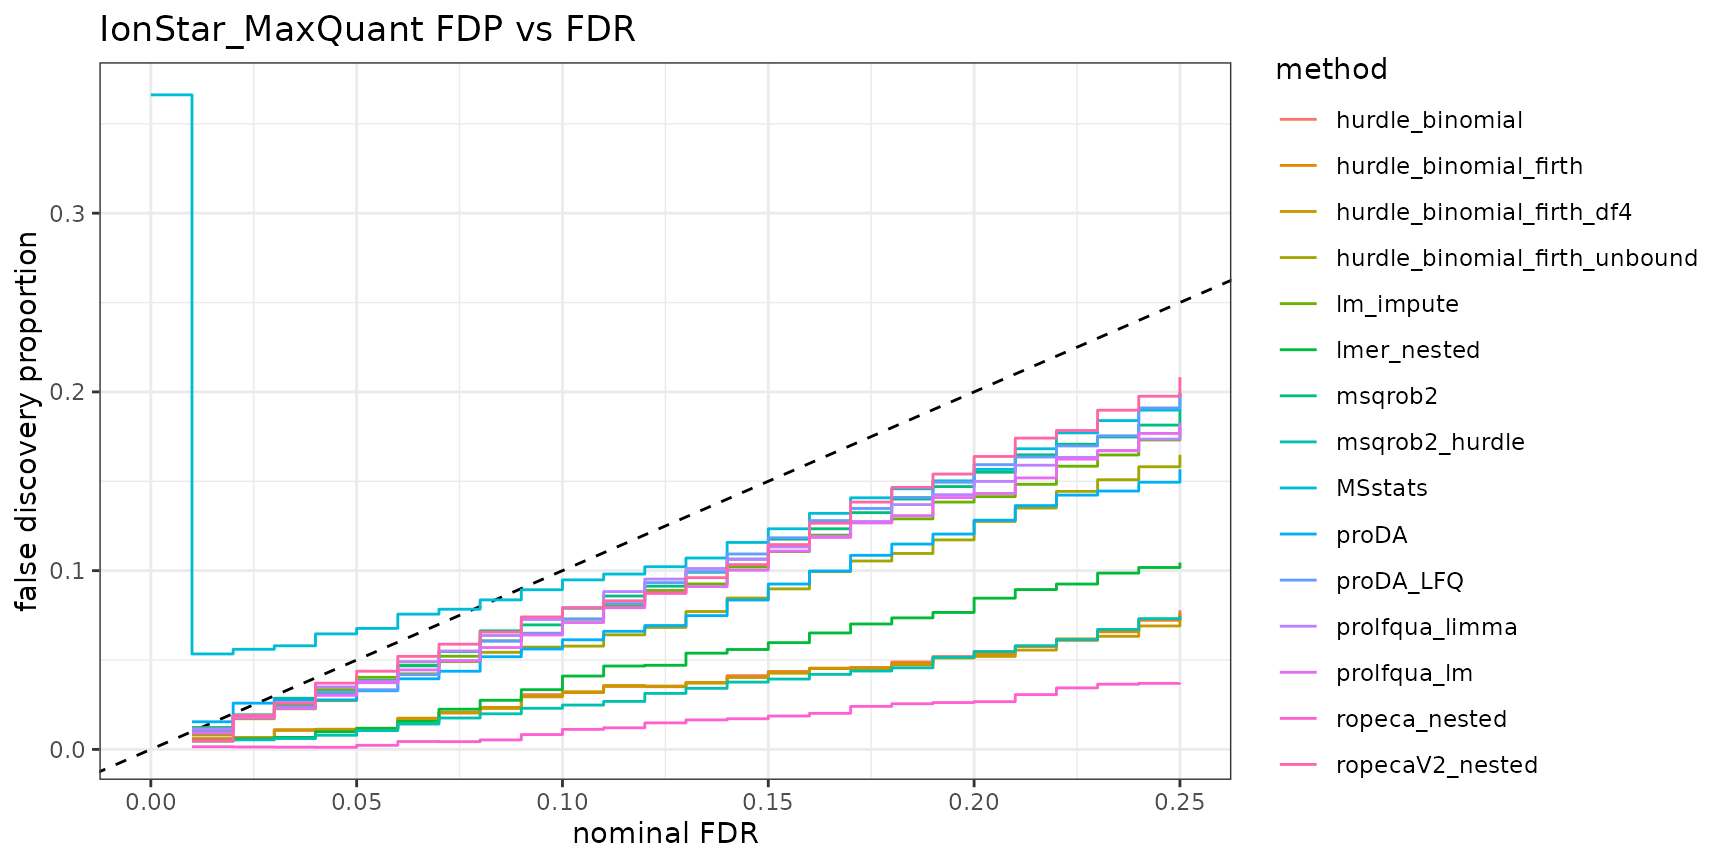 IonStar_MaxQuant FDP vs FDR
false discovery proportion
0.3
0.2
0.1
0.0
0.00 0.05 0.10 0.15 0.20 0.25
nominal FDR
method
hurdle_binomial
hurdle_binomial_firth
hurdle_binomial_firth_df4
hurdle_binomial_firth_unbound
lm_impute
lmer_nested
msqrob2
msqrob2_hurdle
MSstats
proDA
proDA_LFQ
prolfqua_limma
prolfqua_lm
ropeca_nested
ropecaV2_nested